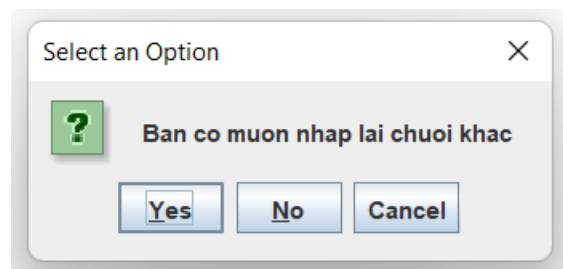 Select an Option
Ban co muon nhap lai chuoi khac
Yes No Cancel